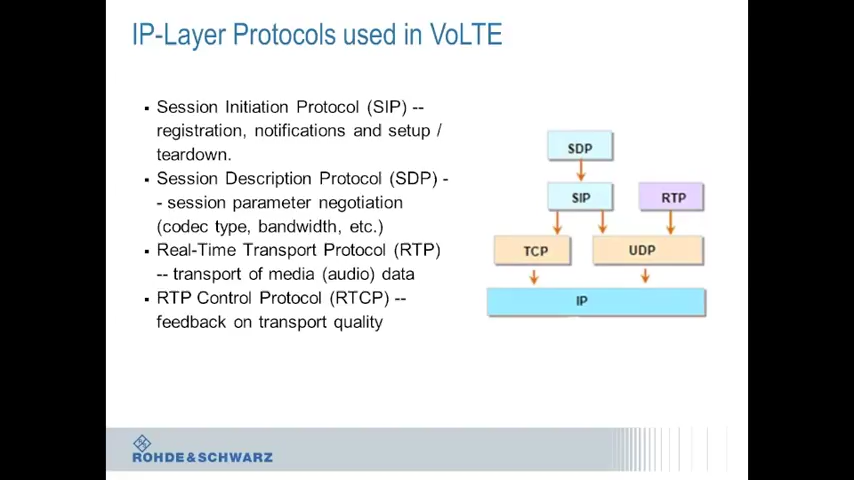 IP-Layer Protocols used in VoLTE
▪ Session Initiation Protocol (SIP) --
registration, notifications and setup /
teardown.
▪ Session Description Protocol (SDP) -
- session parameter negotiation
(codec type, bandwidth, etc.)
▪ Real-Time Transport Protocol (RTP)
-- transport of media (audio) data
▪ RTP Control Protocol (RTCP) --
feedback on transport quality
SDP
SIP
RTP
TCP
UDP
IP
ROHDE&SCHWARZ